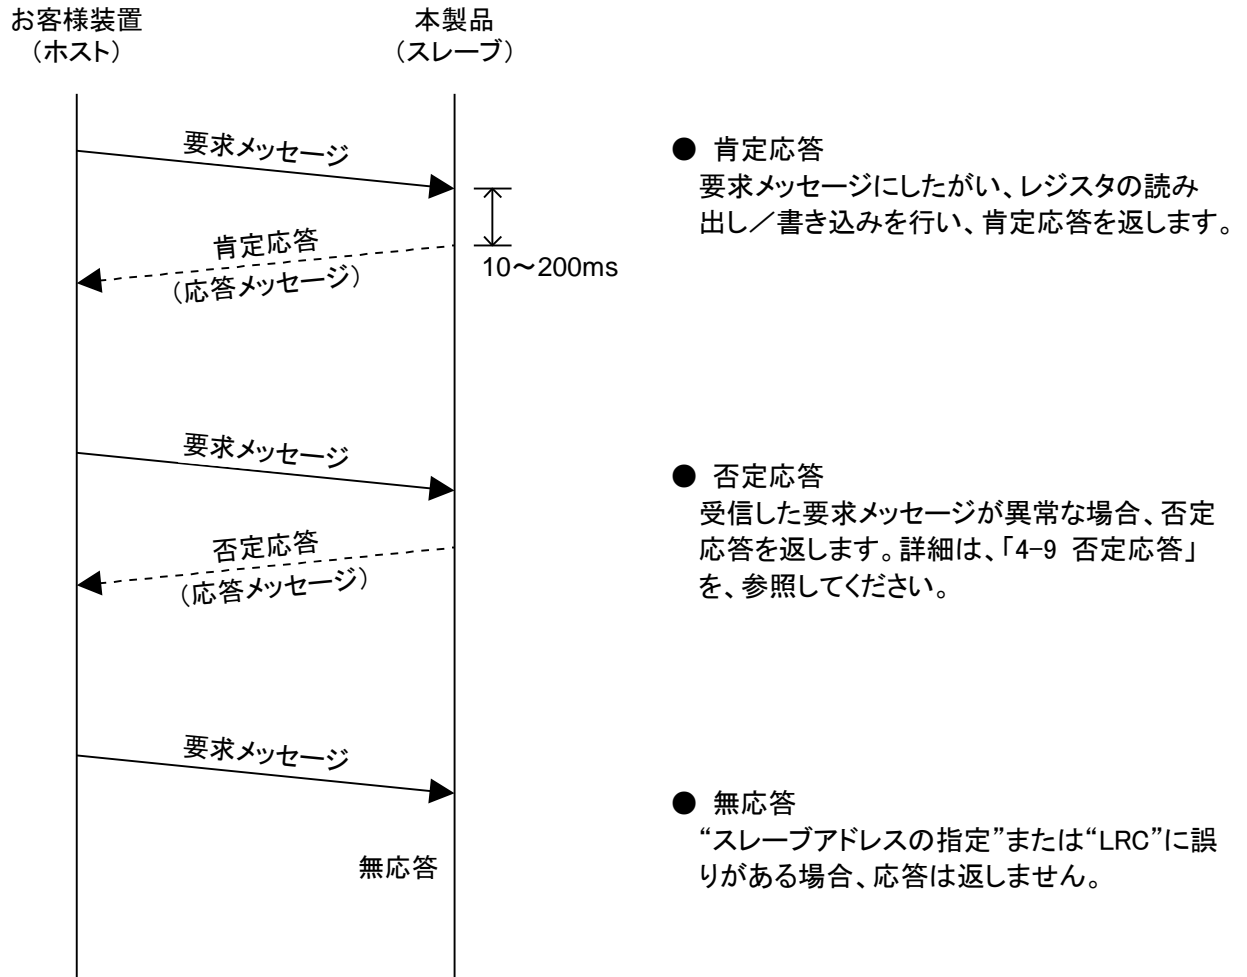 お客様装置
（ホスト）
本製品
（スレーブ）
要求メッセージ
肯定応答
（応答メッセージ）
10～200ms
● 肯定応答
要求メッセージにしたがい、レジスタの読み
出し／書き込みを行い、肯定応答を返します。
要求メッセージ
否定応答
（応答メッセージ）
● 否定応答
受信した要求メッセージが異常な場合、否定
応答を返します。詳細は、「4-9 否定応答」
を、参照してください。
要求メッセージ
無応答
● 無応答
“スレーブアドレスの指定”または“LRC”に誤
りがある場合、応答は返しません。